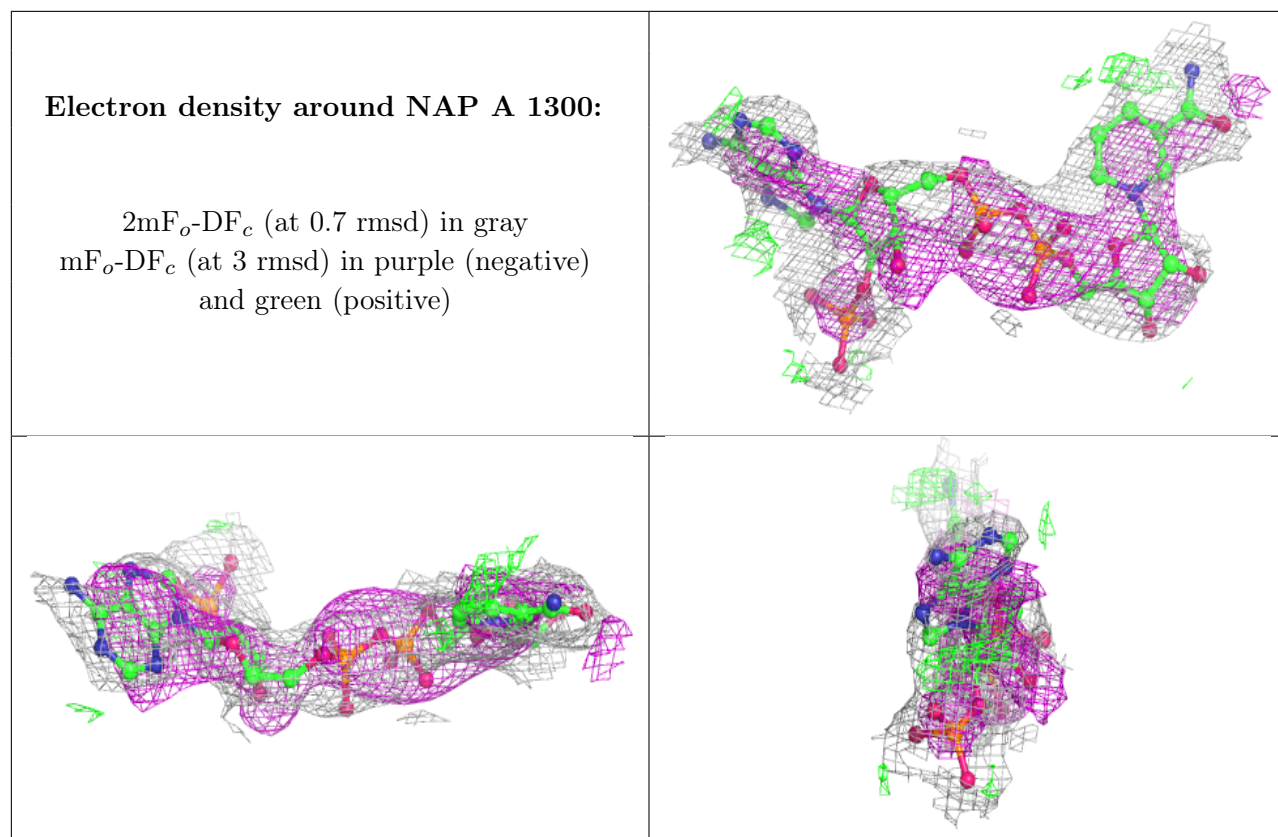 Electron density around NAP A 1300:
2mFₒ-DF𝑐 (at 0.7 rmsd) in gray
mFₒ-DF𝑐 (at 3 rmsd) in purple (negative)
and green (positive)